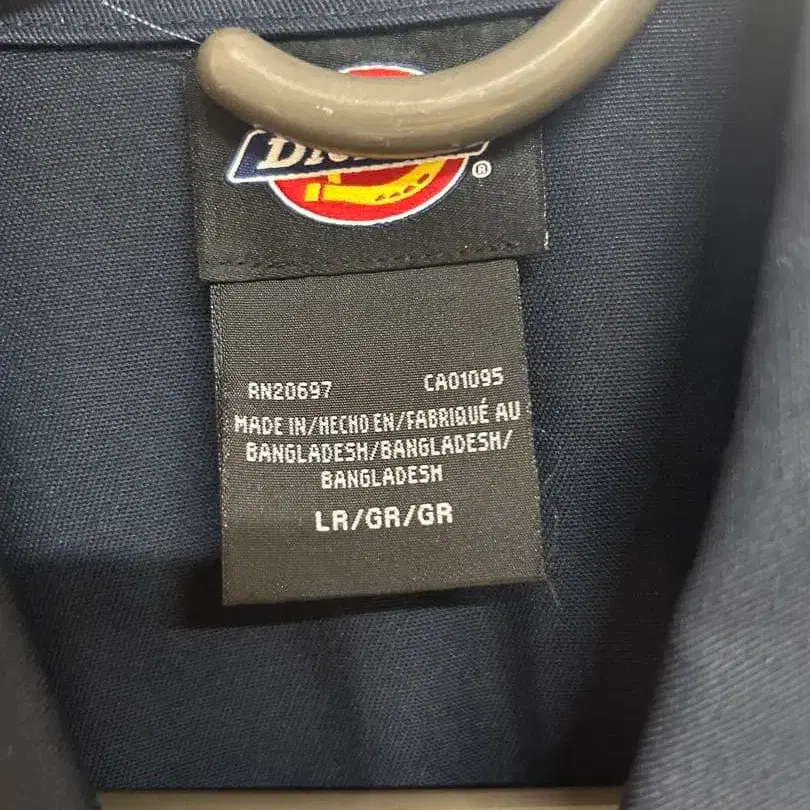 ®
RN20697 CA01095
MADE IN/HECHO EN/FABRIQUÉ AU
BANGLADESH/BANGLADESH/
BANGLADESH
LR/GR/GR